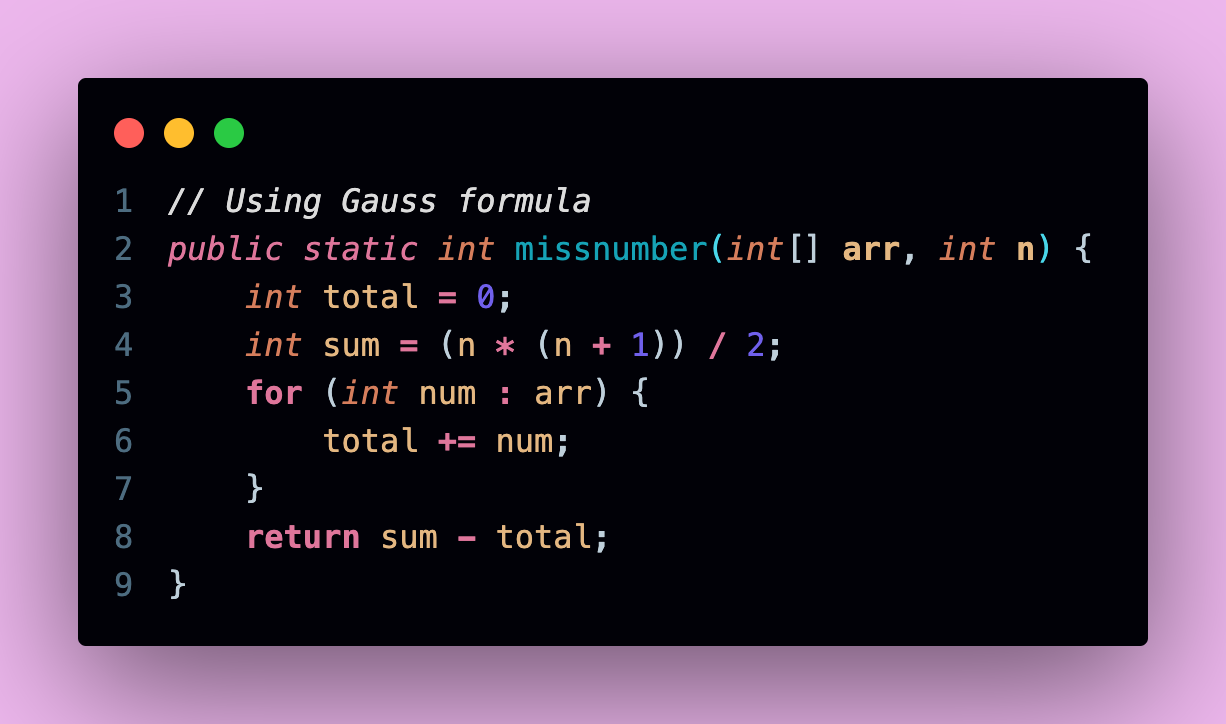 1 // Using Gauss formula
2 public static int missnumber(int[] arr, int n) {
3     int total = 0;
4     int sum = (n * (n + 1)) / 2;
5     for (int num : arr) {
6         total += num;
7     }
8     return sum - total;
9 }